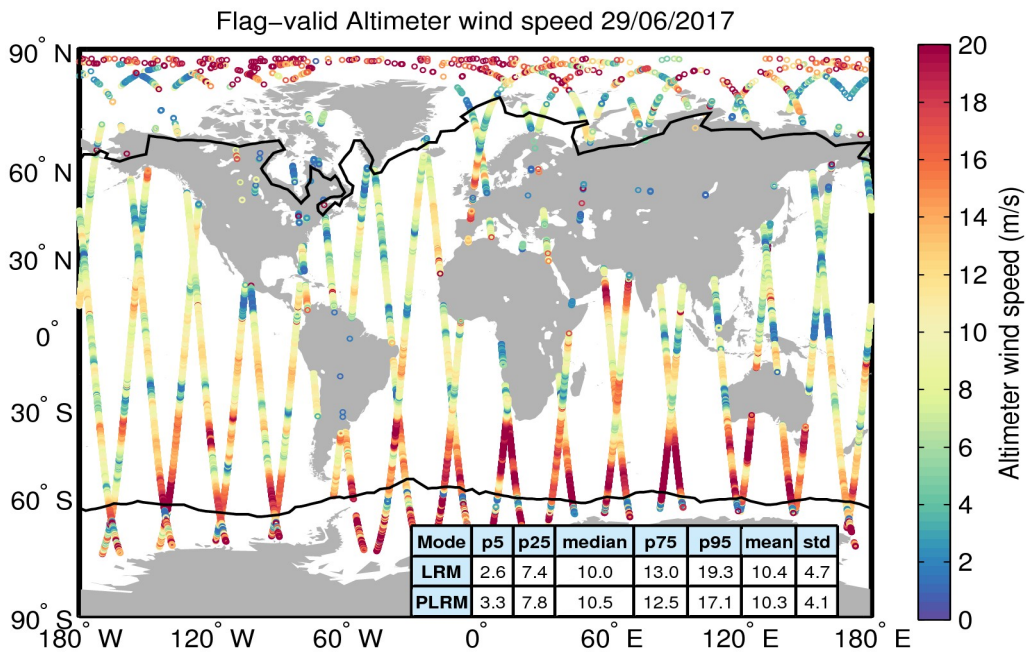 Flag−valid Altimeter wind speed 29/06/2017
90° N
60° N
30° N
0°
30° S
60° S
90° S
180° W
120° W
60° W
0°
60° E
120° E
180° E
Mode p5 p25 median p75 p95 mean std
LRM 2.6 7.4 10.0 13.0 19.3 10.4 4.7
PLRM 3.3 7.8 10.5 12.5 17.1 10.3 4.1
20
18
16
14
12
10
8
6
4
2
0
Altimeter wind speed (m/s)